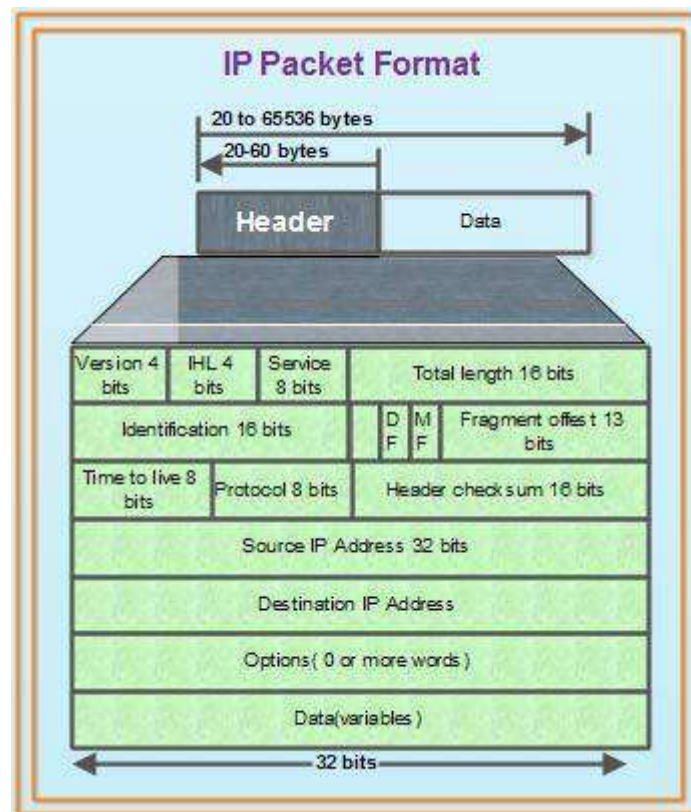 IP Packet Format
20 to 65536 bytes
20-60 bytes
Header
Data
Version 4
bits
IHL 4
bits
Service
8 bits
Total length 16 bits
Identification 16 bits
D
F
M
F
Fragment offest 13
bits
Time to live 8
bits
Protocol 8 bits
Header check sum 16 bits
Source IP Address 32 bits
Destination IP Address
Options( 0 or more words )
Data(variables)
32 bits